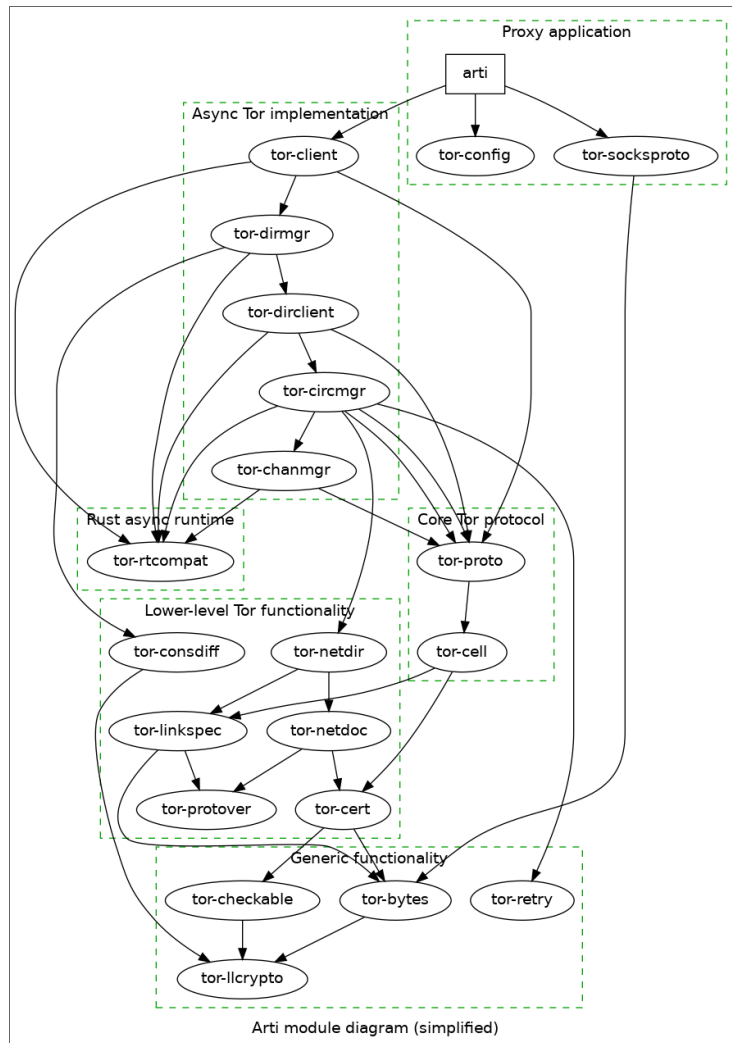 Proxy application
arti
Async Tor implementation
tor-client
tor-config
tor-socksproto
tor-dirmgr
tor-dirclient
tor-circmgr
tor-chanmgr
Rust async runtime
Core Tor protocol
tor-rtcompat
tor-proto
Lower-level Tor functionality
tor-consdiff
tor-netdir
tor-cell
tor-linkspec
tor-netdoc
tor-protover
tor-cert
Generic functionality
tor-checkable
tor-bytes
tor-retry
tor-llcrypto
Arti module diagram (simplified)